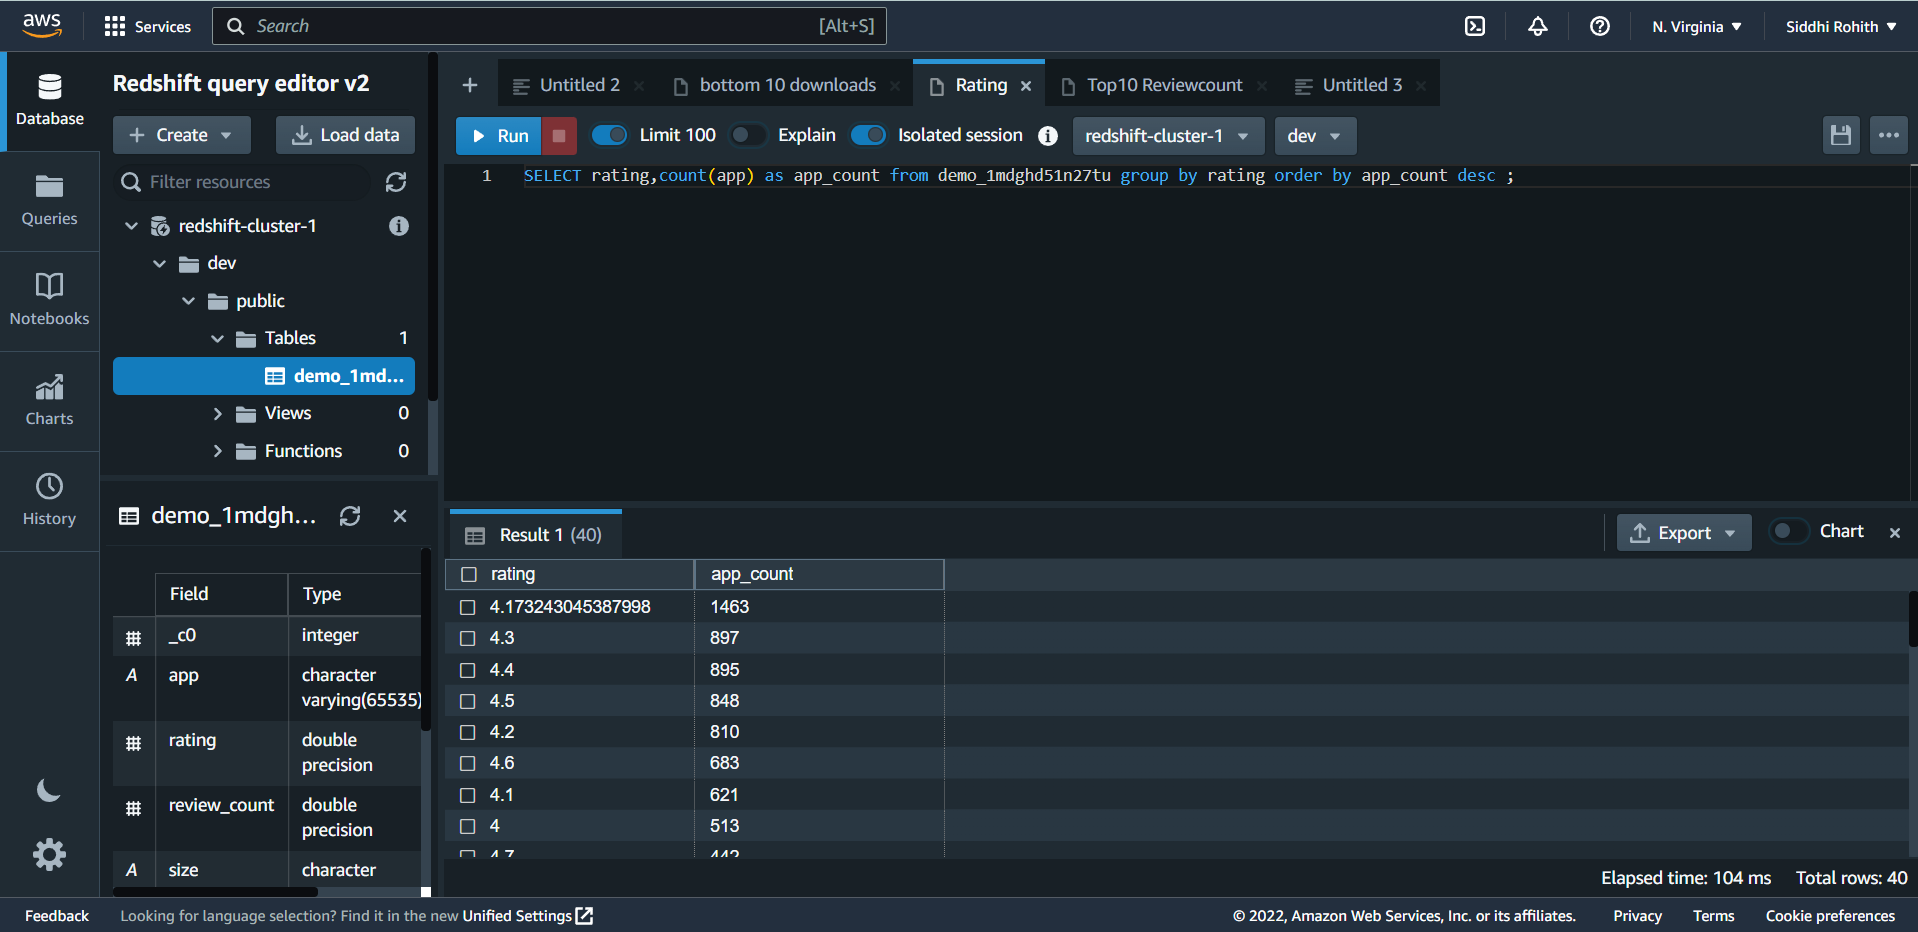 aws Services Search [Alt+S] N. Virginia Siddhi Rohith
Database
Queries
Notebooks
Charts
History
Redshift query editor v2
Create Load data
Filter resources
redshift-cluster-1
dev
public
Tables 1
demo_1md...
Views 0
Functions 0
demo_1mdgh...
Field Type
_c0 integer
app character
varying(65535)
rating double
precision
review_count double
precision
size character
Untitled 2 bottom 10 downloads Rating Top10 Reviewcount Untitled 3
Run Limit 100 Explain Isolated session redshift-cluster-1 dev
1 SELECT rating,count(app) as app_count from demo_1mdghd51n27tu group by rating order by app_count desc ;
Result 1 (40) Export Chart
rating app_count
4.173243045387998 1463
4.3 897
4.4 895
4.5 848
4.2 810
4.6 683
4.1 621
4 513
4.7 442
Elapsed time: 104 ms Total rows: 40
Feedback Looking for language selection? Find it in the new Unified Settings © 2022, Amazon Web Services, Inc. or its affiliates. Privacy Terms Cookie preferences